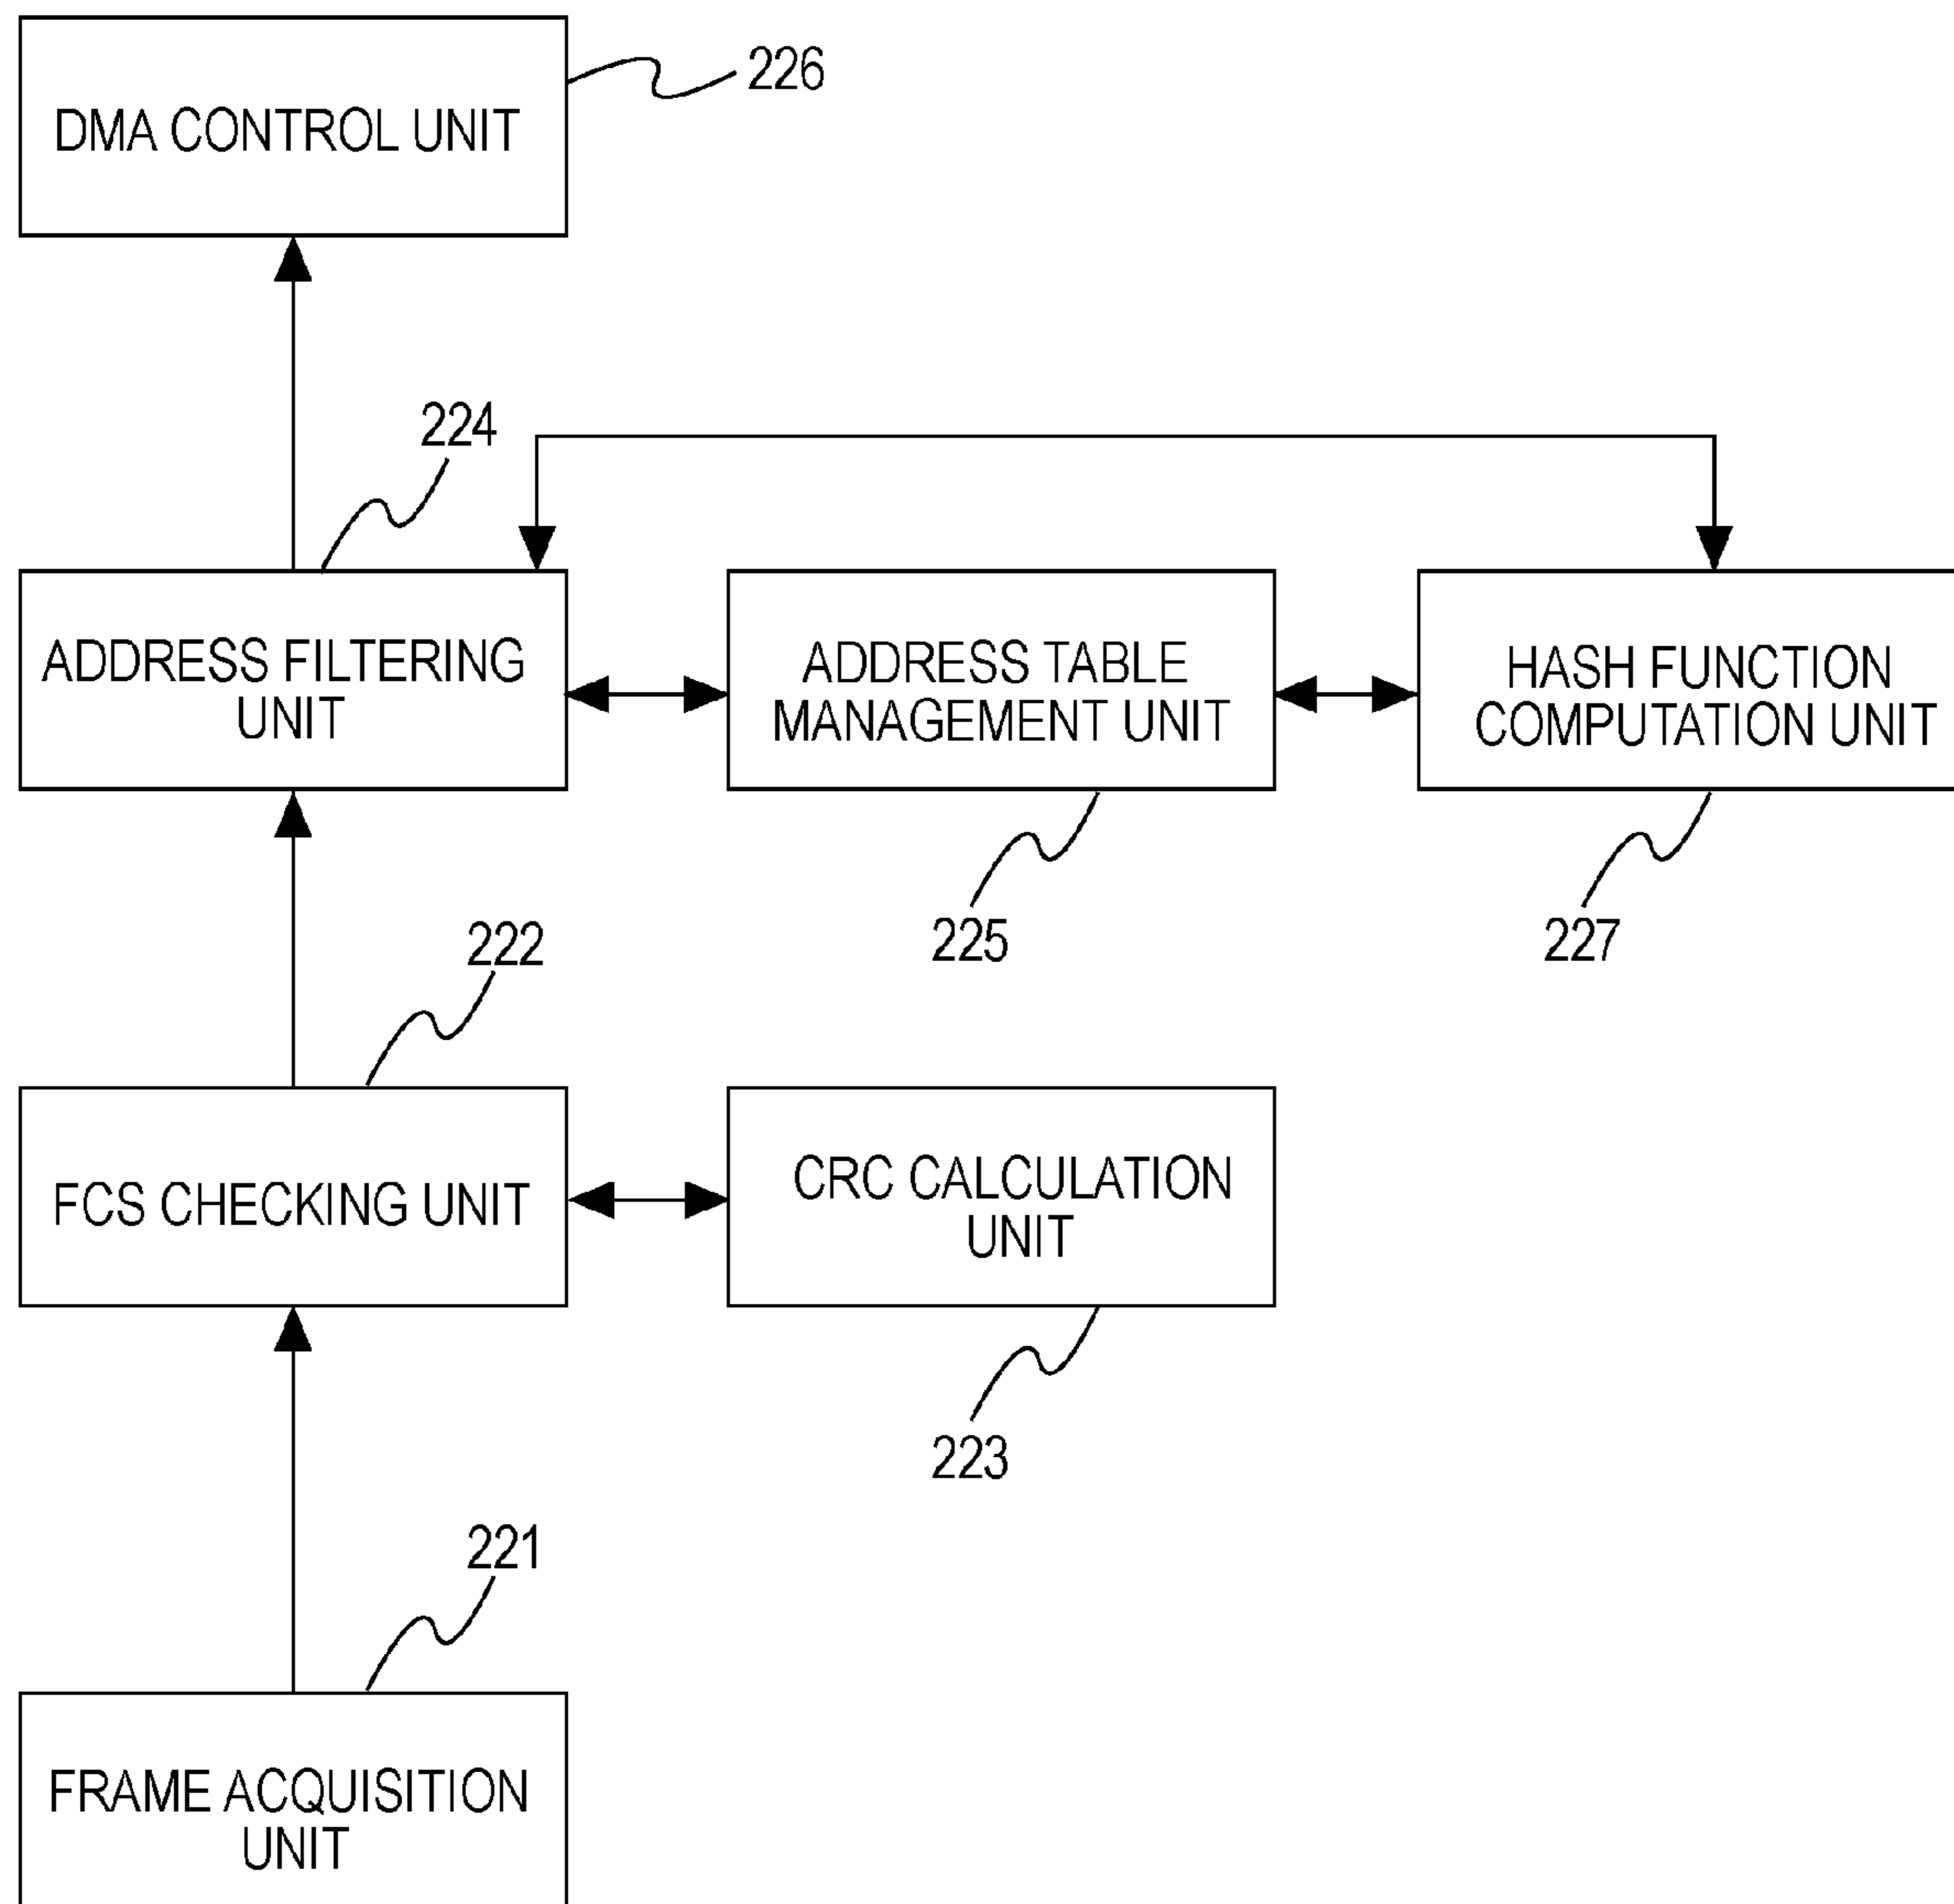 226
DMA CONTROL UNIT
224
ADDRESS FILTERING
UNIT
ADDRESS TABLE
MANAGEMENT UNIT
HASH FUNCTION
COMPUTATION UNIT
225
227
222
FCS CHECKING UNIT
CRC CALCULATION
UNIT
223
221
FRAME ACQUISITION
UNIT